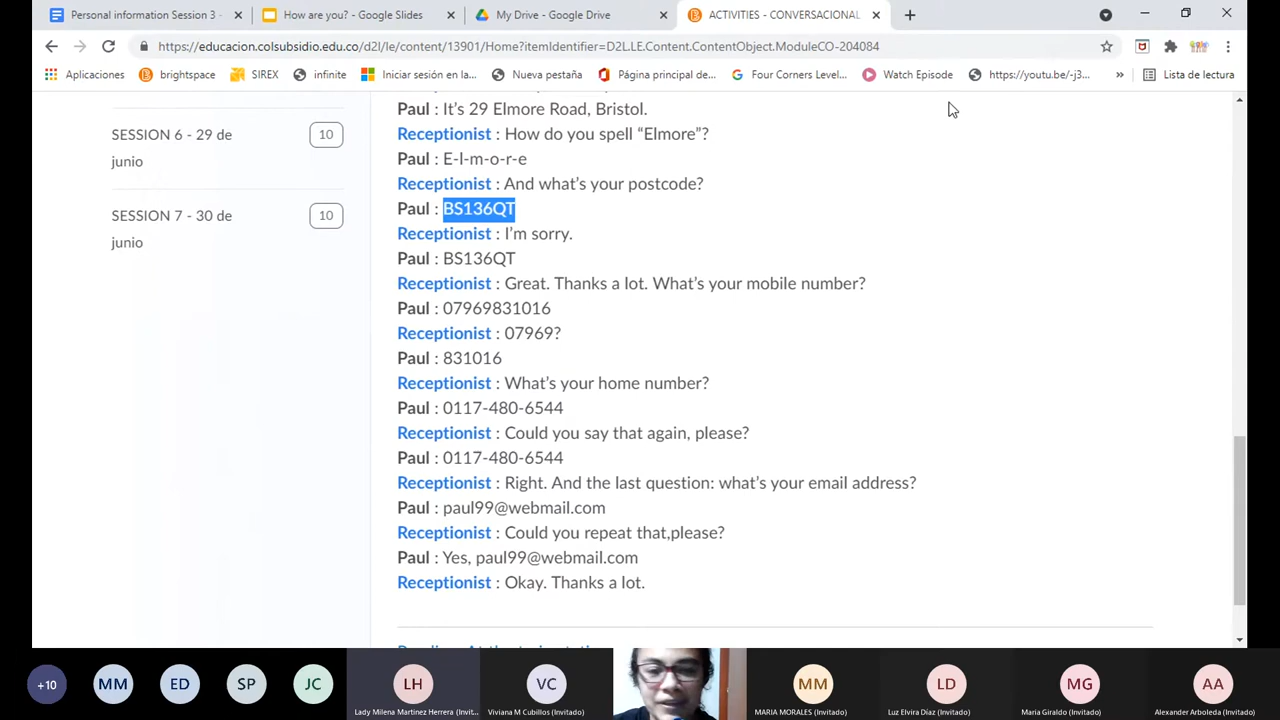 Personal information Session 3 -
How are you? - Google Slides
My Drive - Google Drive
ACTIVITIES - CONVERSACIONAL
https://educacion.colsubsidio.edu.co/d2l/le/content/13901/Home?itemIdentifier=D2L.LE.Content.ContentObject.ModuleCO-204084
Aplicaciones
brightspace
SIREX
infinite
Iniciar sesión en la...
Nueva pestaña
Página principal de...
Four Corners Level...
Watch Episode
https://youtu.be/-j3...
»
Lista de lectura
SESSION 6 - 29 de
junio
10
SESSION 7 - 30 de
junio
10
Paul : It’s 29 Elmore Road, Bristol.
Receptionist : How do you spell “Elmore”?
Paul : E-l-m-o-r-e
Receptionist : And what’s your postcode?
Paul : BS136QT
Receptionist : I’m sorry.
Paul : BS136QT
Receptionist : Great. Thanks a lot. What’s your mobile number?
Paul : 07969831016
Receptionist : 07969?
Paul : 831016
Receptionist : What’s your home number?
Paul : 0117-480-6544
Receptionist : Could you say that again, please?
Paul : 0117-480-6544
Receptionist : Right. And the last question: what’s your email address?
Paul : paul99@webmail.com
Receptionist : Could you repeat that,please?
Paul : Yes, paul99@webmail.com
Receptionist : Okay. Thanks a lot.
+10
MM
ED
SP
JC
LH
VC
MM
LD
MG
AA
Lady Milena Martinez Herrera (Invit...
Viviana M Cubillos (Invitado)
MARIA MORALES (Invitado)
Luz Elvira Díaz (Invitado)
Maria Giraldo (Invitado)
Alexander Arboleda (Invitado)